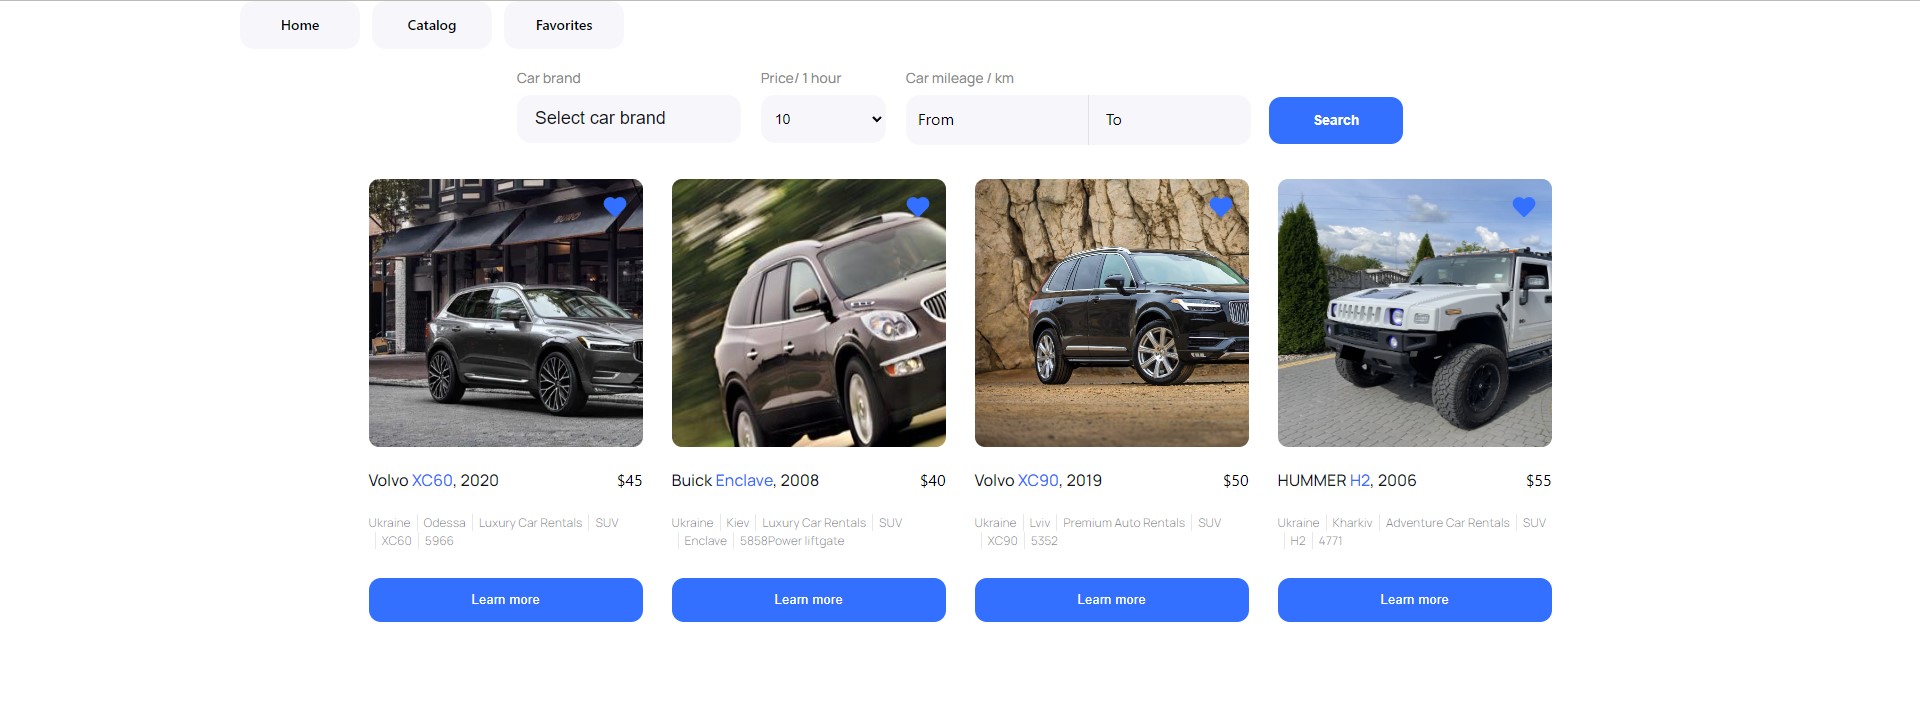 Home Catalog Favorites
Car brand Price/ 1 hour Car mileage / km
Select car brand 10 From To Search
Volvo XC60, 2020 $45
Ukraine Odessa Luxury Car Rentals SUV
XC60 5966
Learn more
Buick Enclave, 2008 $40
Ukraine Kiev Luxury Car Rentals SUV
Enclave 5858Power liftgate
Learn more
Volvo XC90, 2019 $50
Ukraine Lviv Premium Auto Rentals SUV
XC90 5352
Learn more
HUMMER H2, 2006 $55
Ukraine Kharkiv Adventure Car Rentals SUV
H2 4771
Learn more